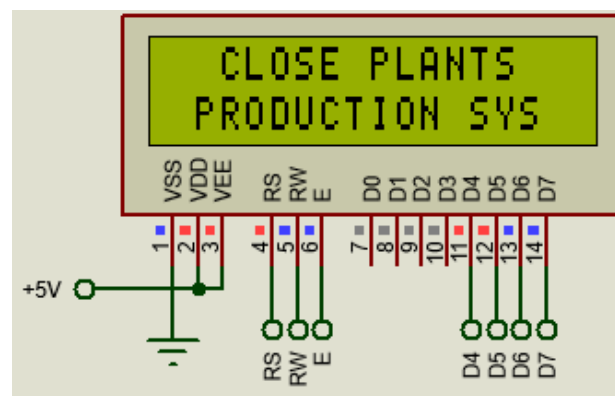 CLOSE PLANTS
PRODUCTION SYS
VSS VDD VEE RS RW E D0 D1 D2 D3 D4 D5 D6 D7
1 2 3 4 5 6 7 8 9 10 11 12 13 14
+5V
RS RW E D4 D5 D6 D7